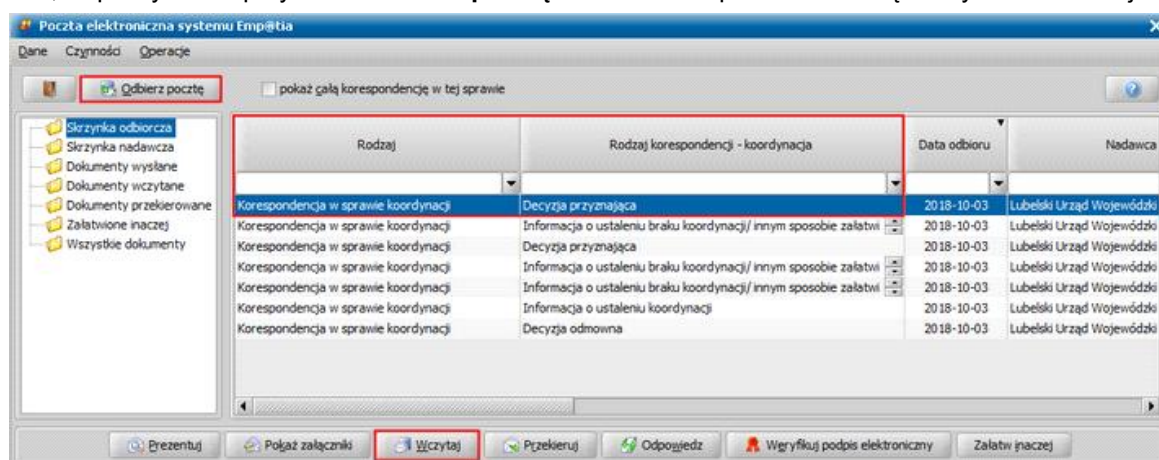 Poczta elektroniczna systemu Emp@tia
Dane Czynności Operacje
Odbierz pocztę pokaż całą korespondencję w tej sprawie
Skrzynka odbiorcza
Skrzynka nadawcza
Dokumenty wysłane
Dokumenty wczytane
Dokumenty przekierowane
Załatwione inaczej
Wszystkie dokumenty
Rodzaj Rodzaj korespondencji - koordynacja Data odbioru Nadawca
Korespondencja w sprawie koordynacji Decyzja przyznająca 2018-10-03 Lubelski Urząd Wojewódzki
Korespondencja w sprawie koordynacji Informacja o ustaleniu braku koordynacji/ innym sposobie załatwi 2018-10-03 Lubelski Urząd Wojewódzki
Korespondencja w sprawie koordynacji Decyzja przyznająca 2018-10-03 Lubelski Urząd Wojewódzki
Korespondencja w sprawie koordynacji Informacja o ustaleniu braku koordynacji/ innym sposobie załatwi 2018-10-03 Lubelski Urząd Wojewódzki
Korespondencja w sprawie koordynacji Informacja o ustaleniu braku koordynacji/ innym sposobie załatwi 2018-10-03 Lubelski Urząd Wojewódzki
Korespondencja w sprawie koordynacji Informacja o ustaleniu koordynacji 2018-10-03 Lubelski Urząd Wojewódzki
Korespondencja w sprawie koordynacji Decyzja odmowna 2018-10-03 Lubelski Urząd Wojewódzki
Prezentuj Pokaż załączniki Wczytaj Przekieruj Odpowiedz Weryfikuj podpis elektroniczny Załatw inaczej